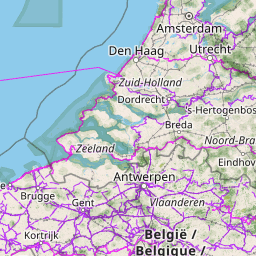 Amsterdam
Den Haag
Utrecht
Zuid-Holland
Dordrecht
's-Hertogenbos
Breda
Noord-Bra
Zeeland
Eindhov
Antwerpen
Brugge
Gent
Vlaanderen
Kortrijk
België /
Belgique /